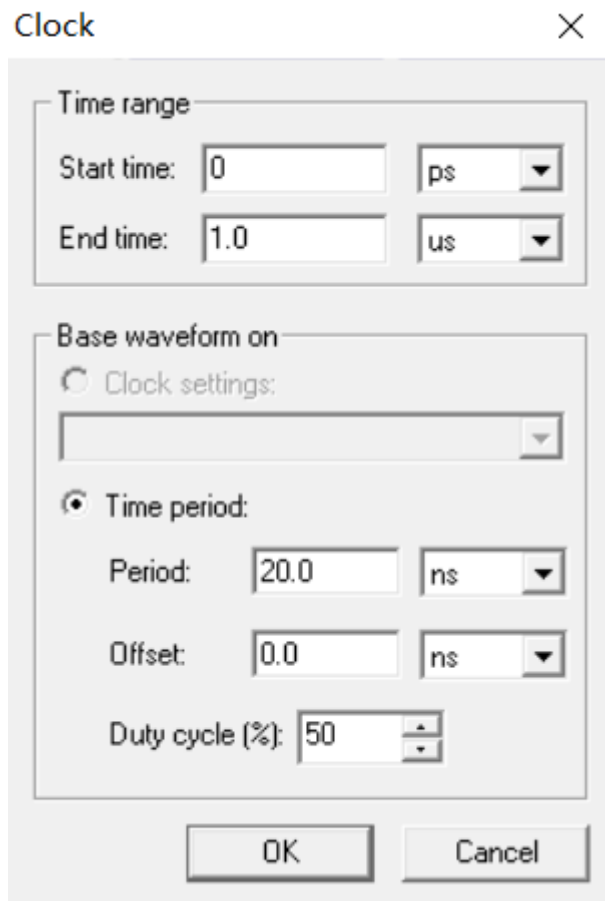 Clock
Time range
Start time: 0 ps
End time: 1.0 us
Base waveform on
Clock settings:
Time period:
Period: 20.0 ns
Offset: 0.0 ns
Duty cycle (%): 50
OK Cancel